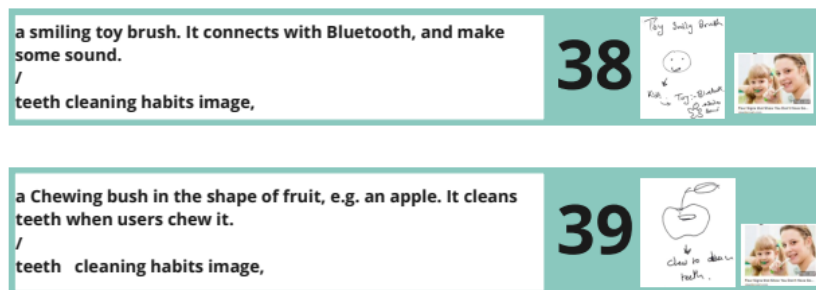 a smiling toy brush. It connects with Bluetooth, and make
some sound.
/
teeth cleaning habits image,
38
Toy Smily Brush
a Chewing bush in the shape of fruit, e.g. an apple. It cleans
teeth when users chew it.
/
teeth cleaning habits image,
39
chew to clean
teeth.